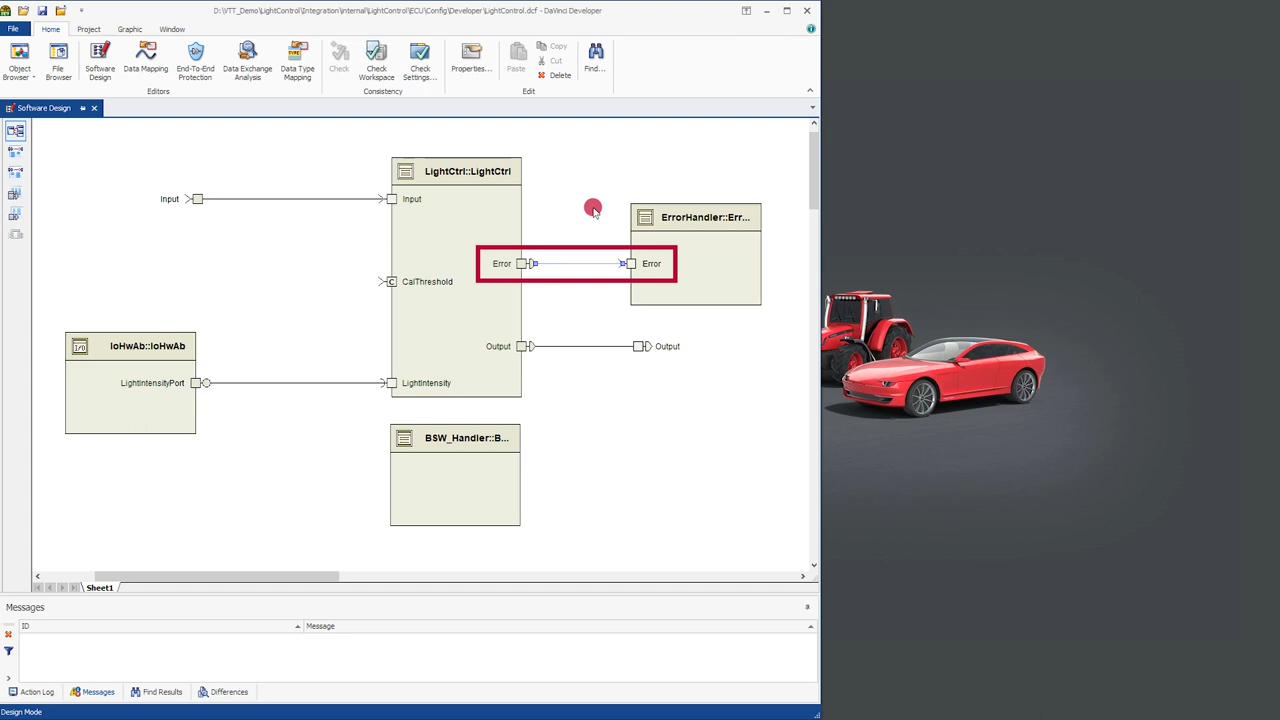 D:\VTT_Demo\LightControl\Integration\Internal\LightControl\ECU\Config\Developer\LightControl.dcf - DaVinci Developer
File
Home
Project
Graphic
Window
Object Browser
File Browser
Software Design
Data Mapping
End-To-End Protection
Data Exchange Analysis
Data Type Mapping
Check
Check Workspace
Check Settings...
Properties...
Paste
Copy
Cut
Delete
Find...
Editors
Consistency
Edit
Software Design
LightCtrl::LightCtrl
Input
Input
ErrorHandler::Err...
Error
Error
C
CalThreshold
I/O
IoHwAb::IoHwAb
Output
Output
LightIntensityPort
LightIntensity
BSW_Handler::B...
Sheet1
Messages
ID
Message
Action Log
Messages
Find Results
Differences
Design Mode